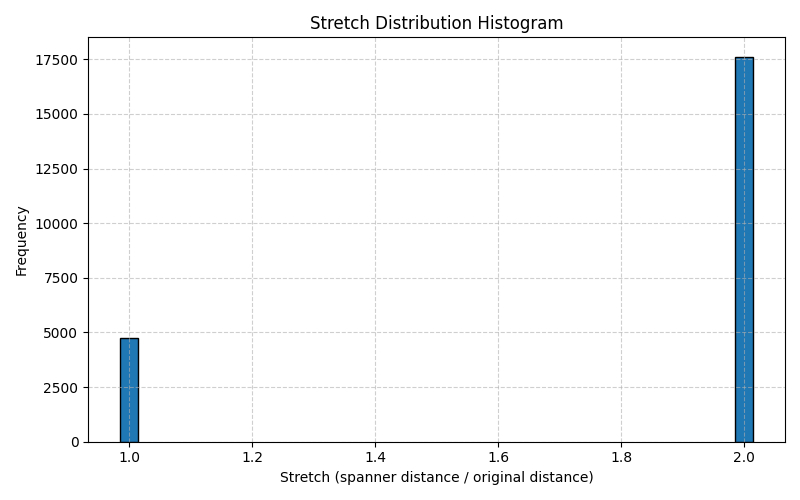 Stretch Distribution Histogram
Frequency
17500
15000
12500
10000
7500
5000
2500
0
1.0 1.2 1.4 1.6 1.8 2.0
Stretch (spanner distance / original distance)